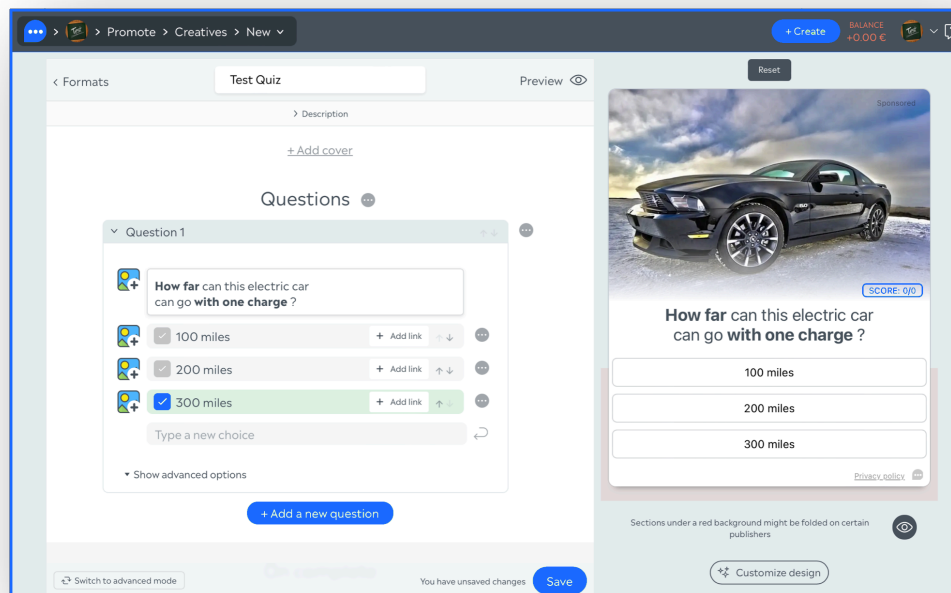 > Promote > Creatives > New
+ Create
BALANCE
+0.00 €
< Formats
Test Quiz
Preview
> Description
+ Add cover
Questions
Question 1
How far can this electric car
can go with one charge ?
100 miles
+ Add link
200 miles
+ Add link
300 miles
+ Add link
Type a new choice
Show advanced options
+ Add a new question
Switch to advanced mode
You have unsaved changes
Save
Reset
Sponsored
5.0
SCORE: 0/0
How far can this electric car
can go with one charge ?
100 miles
200 miles
300 miles
Privacy policy
Sections under a red background might be folded on certain
publishers
Customize design